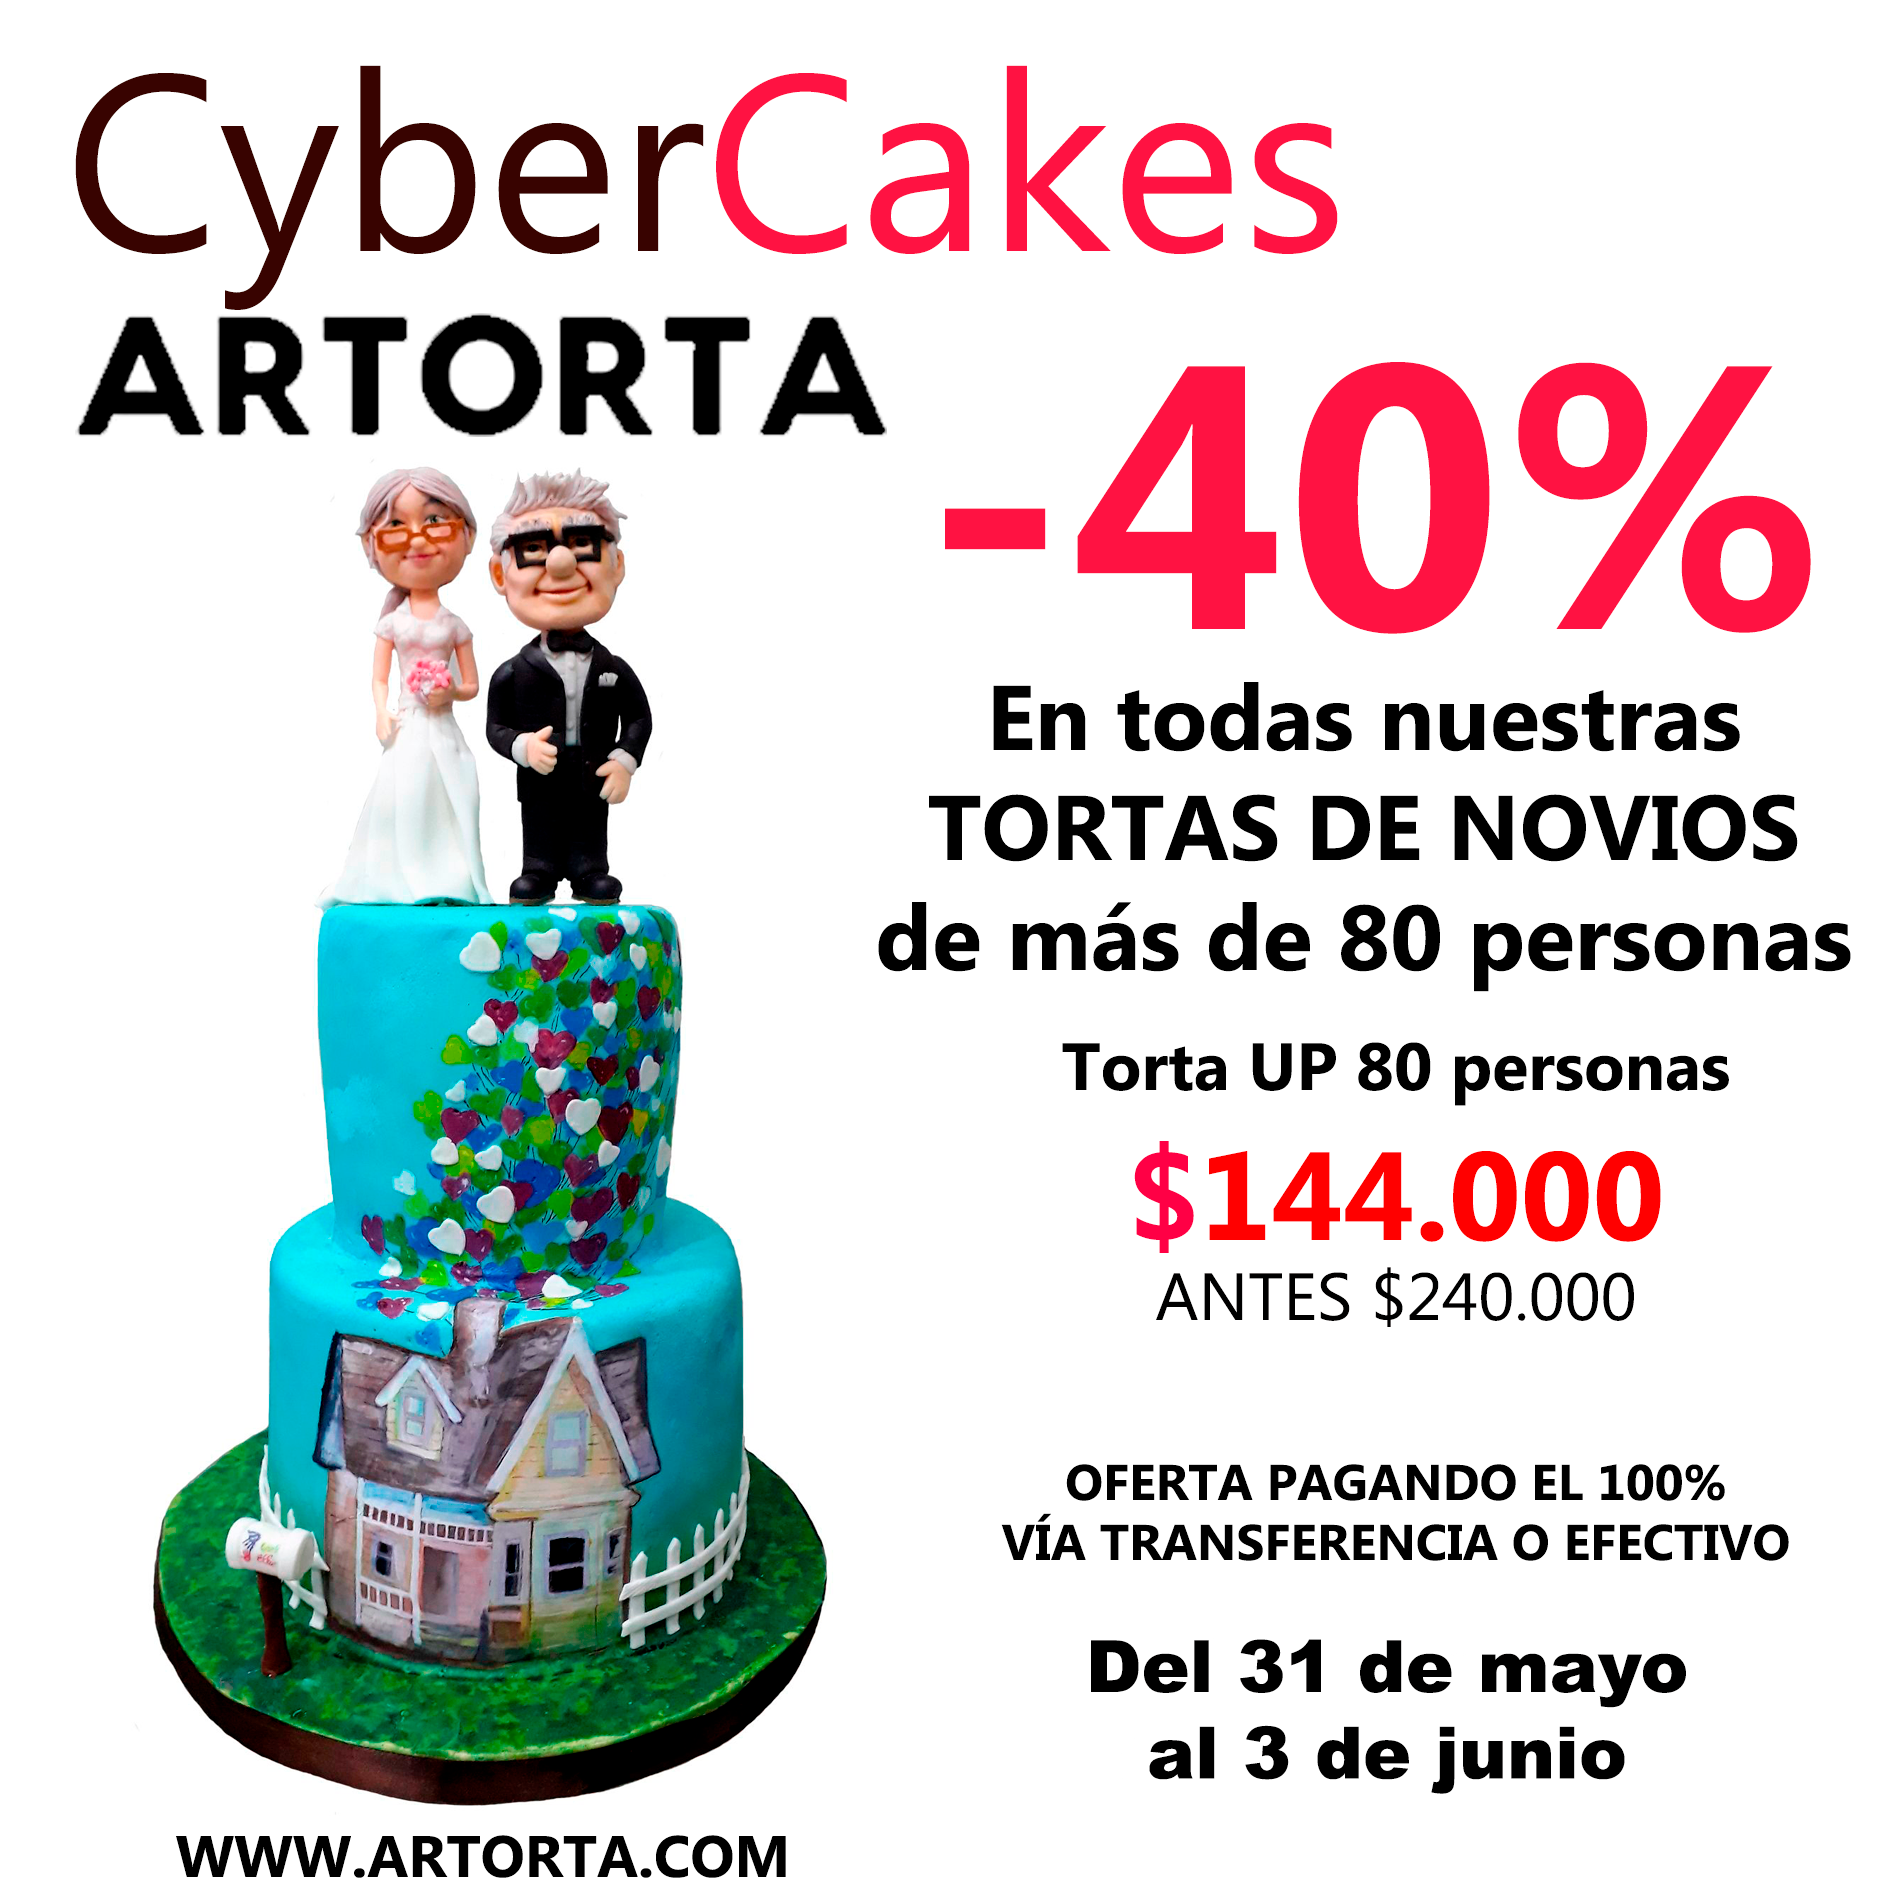 CyberCakes
ARTORTA
-40%
En todas nuestras
TORTAS DE NOVIOS
de más de 80 personas
Torta UP 80 personas
$144.000
ANTES $240.000
OFERTA PAGANDO EL 100%
VÍA TRANSFERENCIA O EFECTIVO
Del 31 de mayo
al 3 de junio
WWW.ARTORTA.COM